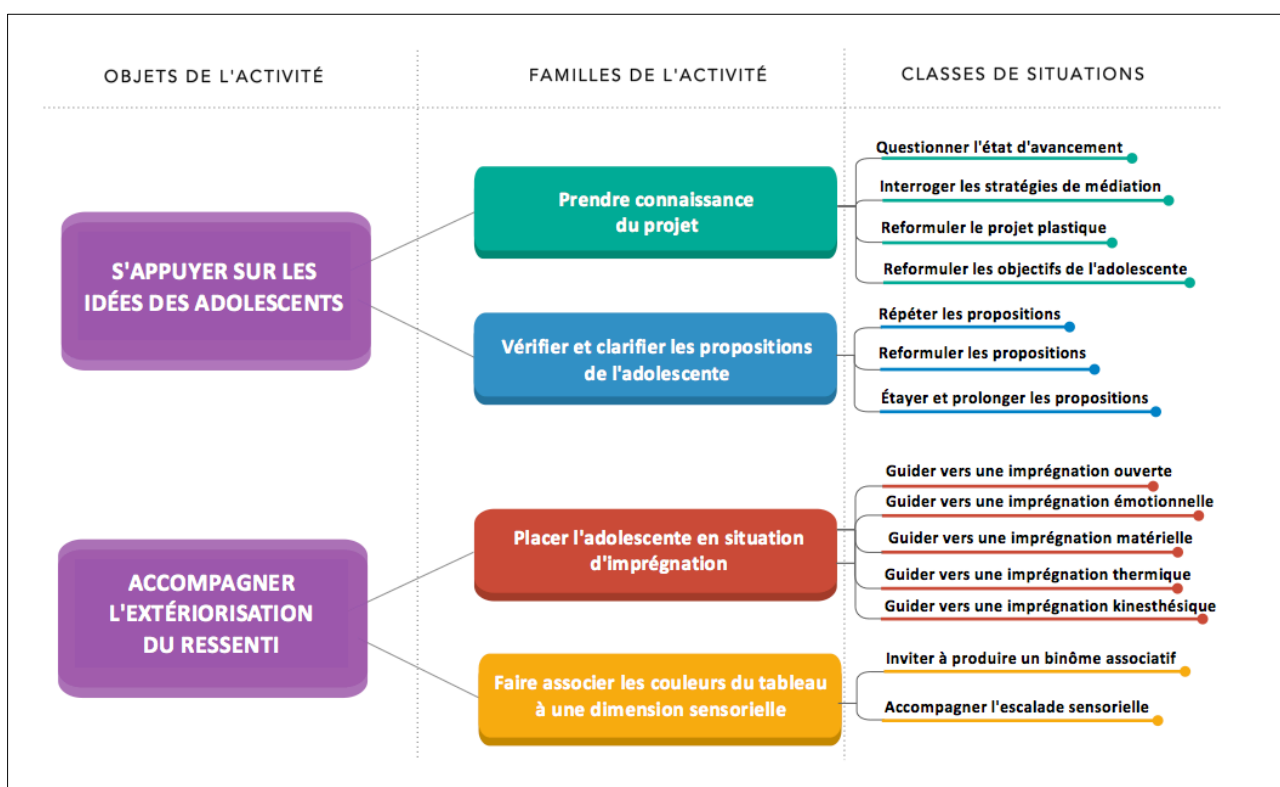 OBJETS DE L'ACTIVITÉ
FAMILLES DE L'ACTIVITÉ
CLASSES DE SITUATIONS
S'APPUYER SUR LES
IDÉES DES ADOLESCENTS
Prendre connaissance
du projet
Questionner l'état d'avancement
Interroger les stratégies de médiation
Reformuler le projet plastique
Reformuler les objectifs de l'adolescente
Vérifier et clarifier les propositions
de l'adolescente
Répéter les propositions
Reformuler les propositions
Étayer et prolonger les propositions
ACCOMPAGNER
L'EXTÉRIORISATION
DU RESSENTI
Placer l'adolescente en situation
d'imprégnation
Guider vers une imprégnation ouverte
Guider vers une imprégnation émotionnelle
Guider vers une imprégnation matérielle
Guider vers une imprégnation thermique
Guider vers une imprégnation kinesthésique
Faire associer les couleurs du tableau
à une dimension sensorielle
Inviter à produire un binôme associatif
Accompagner l'escalade sensorielle